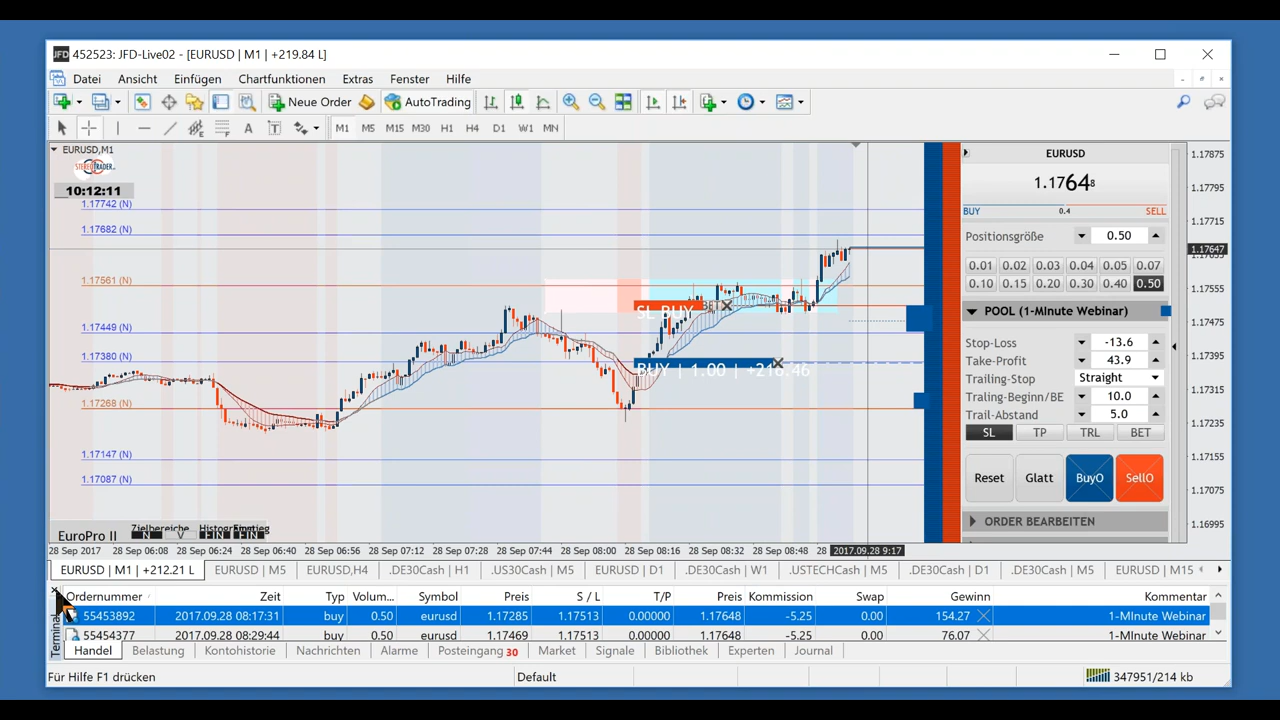 452523: JFD-Live02 - [EURUSD | M1 | +219.84 L]
Datei Ansicht Einfügen Chartfunktionen Extras Fenster Hilfe
Neue Order AutoTrading
A T M1 M5 M15 M30 H1 H4 D1 W1 MN
EURUSD,M1
STEREOTRADER
10:12:11
1.17742 (N)
1.17682 (N)
1.17561 (N)
1.17449 (N)
1.17380 (N)
1.17268 (N)
1.17147 (N)
1.17087 (N)
SL BUY
BUY | 1.00 | +216.46
EuroPro II
Zielbereiche
N V EIN EIN
28 Sep 2017 28 Sep 06:08 28 Sep 06:24 28 Sep 06:40 28 Sep 06:56 28 Sep 07:12 28 Sep 07:28 28 Sep 07:44 28 Sep 08:00 28 Sep 08:16 28 Sep 08:32 28 Sep 08:48 28 2017.09.28 9:17
EURUSD
1.17648
BUY 0.4 SELL
Positionsgröße 0.50
0.01 0.02 0.03 0.04 0.05 0.07
0.10 0.15 0.20 0.30 0.40 0.50
POOL (1-MInute Webinar)
Stop-Loss -13.6
Take-Profit 43.9
Trailing-Stop Straight
Traling-Beginn/BE 10.0
Trail-Abstand 5.0
SL TP TRL BET
Reset Glatt BuyO SellO
ORDER BEARBEITEN
1.17875
1.17795
1.17715
1.17647
1.17555
1.17475
1.17395
1.17315
1.17235
1.17155
1.17075
1.16995
EURUSD | M1 | +212.21 L EURUSD | M5 EURUSD,H4 .DE30Cash | H1 .US30Cash | M5 EURUSD | D1 .DE30Cash | W1 .USTECHCash | M5 .DE30Cash | D1 .DE30Cash | M5 EURUSD | M15
Ordernummer Zeit Typ Volum... Symbol Preis S / L T/P Preis Kommission Swap Gewinn Kommentar
55453892 2017.09.28 08:17:31 buy 0.50 eurusd 1.17285 1.17513 0.00000 1.17648 -5.25 0.00 154.27 1-MInute Webinar
55454377 2017.09.28 08:29:44 buy 0.50 eurusd 1.17469 1.17513 0.00000 1.17648 -5.25 0.00 76.07 1-MInute Webinar
Handel Belastung Kontohistorie Nachrichten Alarme Posteingang 30 Market Signale Bibliothek Experten Journal
Für Hilfe F1 drücken Default 347951/214 kb